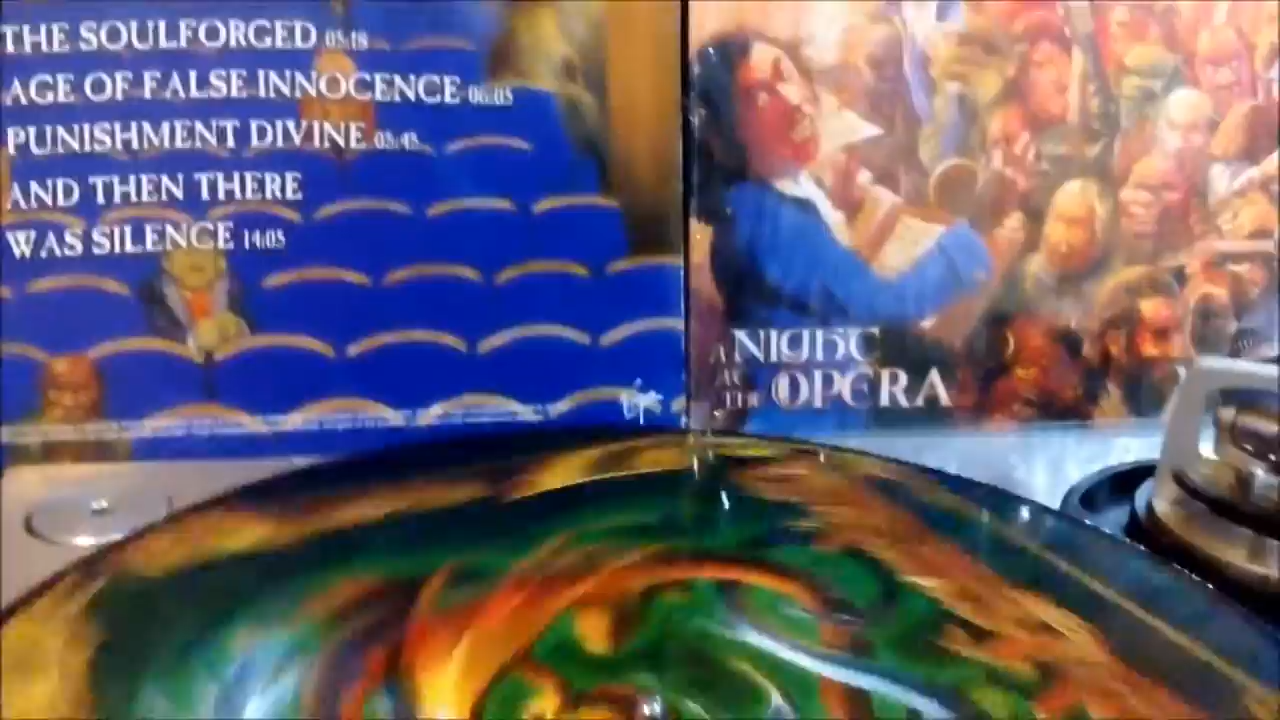 THE SOULFORGED 05:18
AGE OF FALSE INNOCENCE 06:05
PUNISHMENT DIVINE 05:45
AND THEN THERE
WAS SILENCE 14:05
A NIGHT
AT
THE OPERA